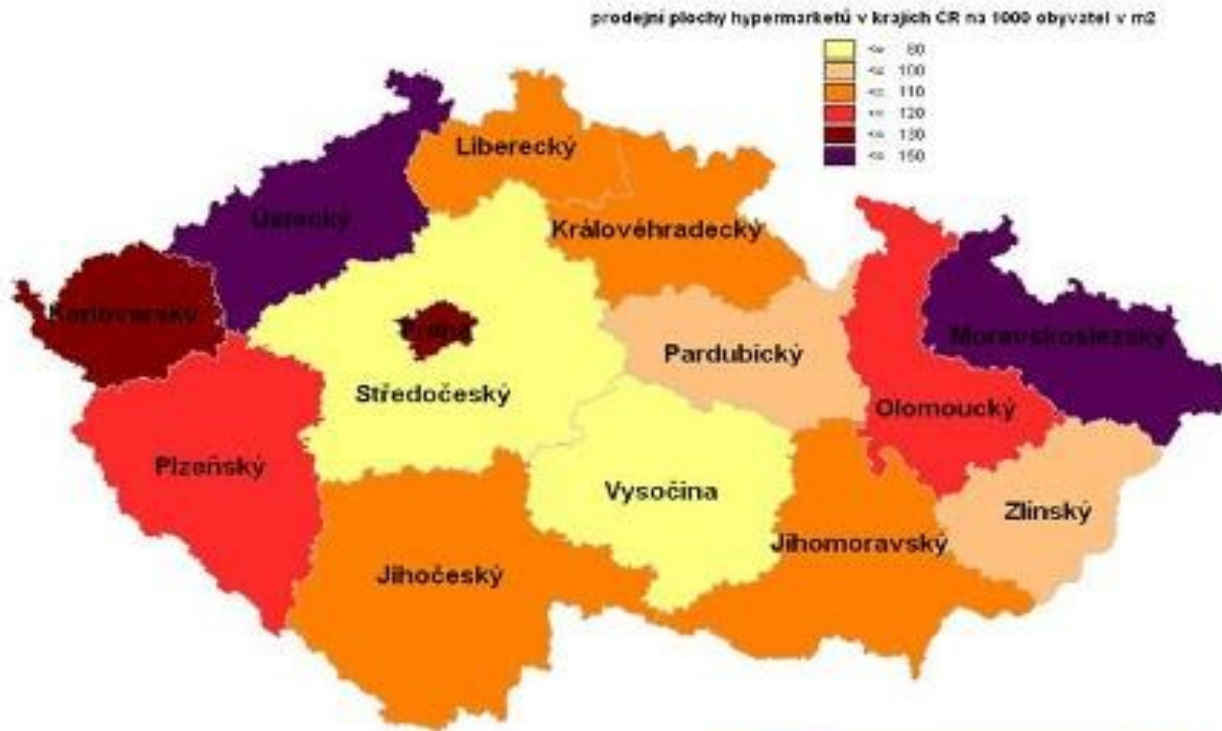 prodejní plochy hypermarketů v krajích ČR na 1000 obyvatel v m2
<= 80
<= 100
<= 110
<= 120
<= 130
<= 150
Liberecký
Ústecký
Královéhradecký
Karlovarský
Praha
Moravskoslezský
Pardubický
Středočeský
Olomoucký
Plzeňský
Vysočina
Zlínský
Jihomoravský
Jihočeský